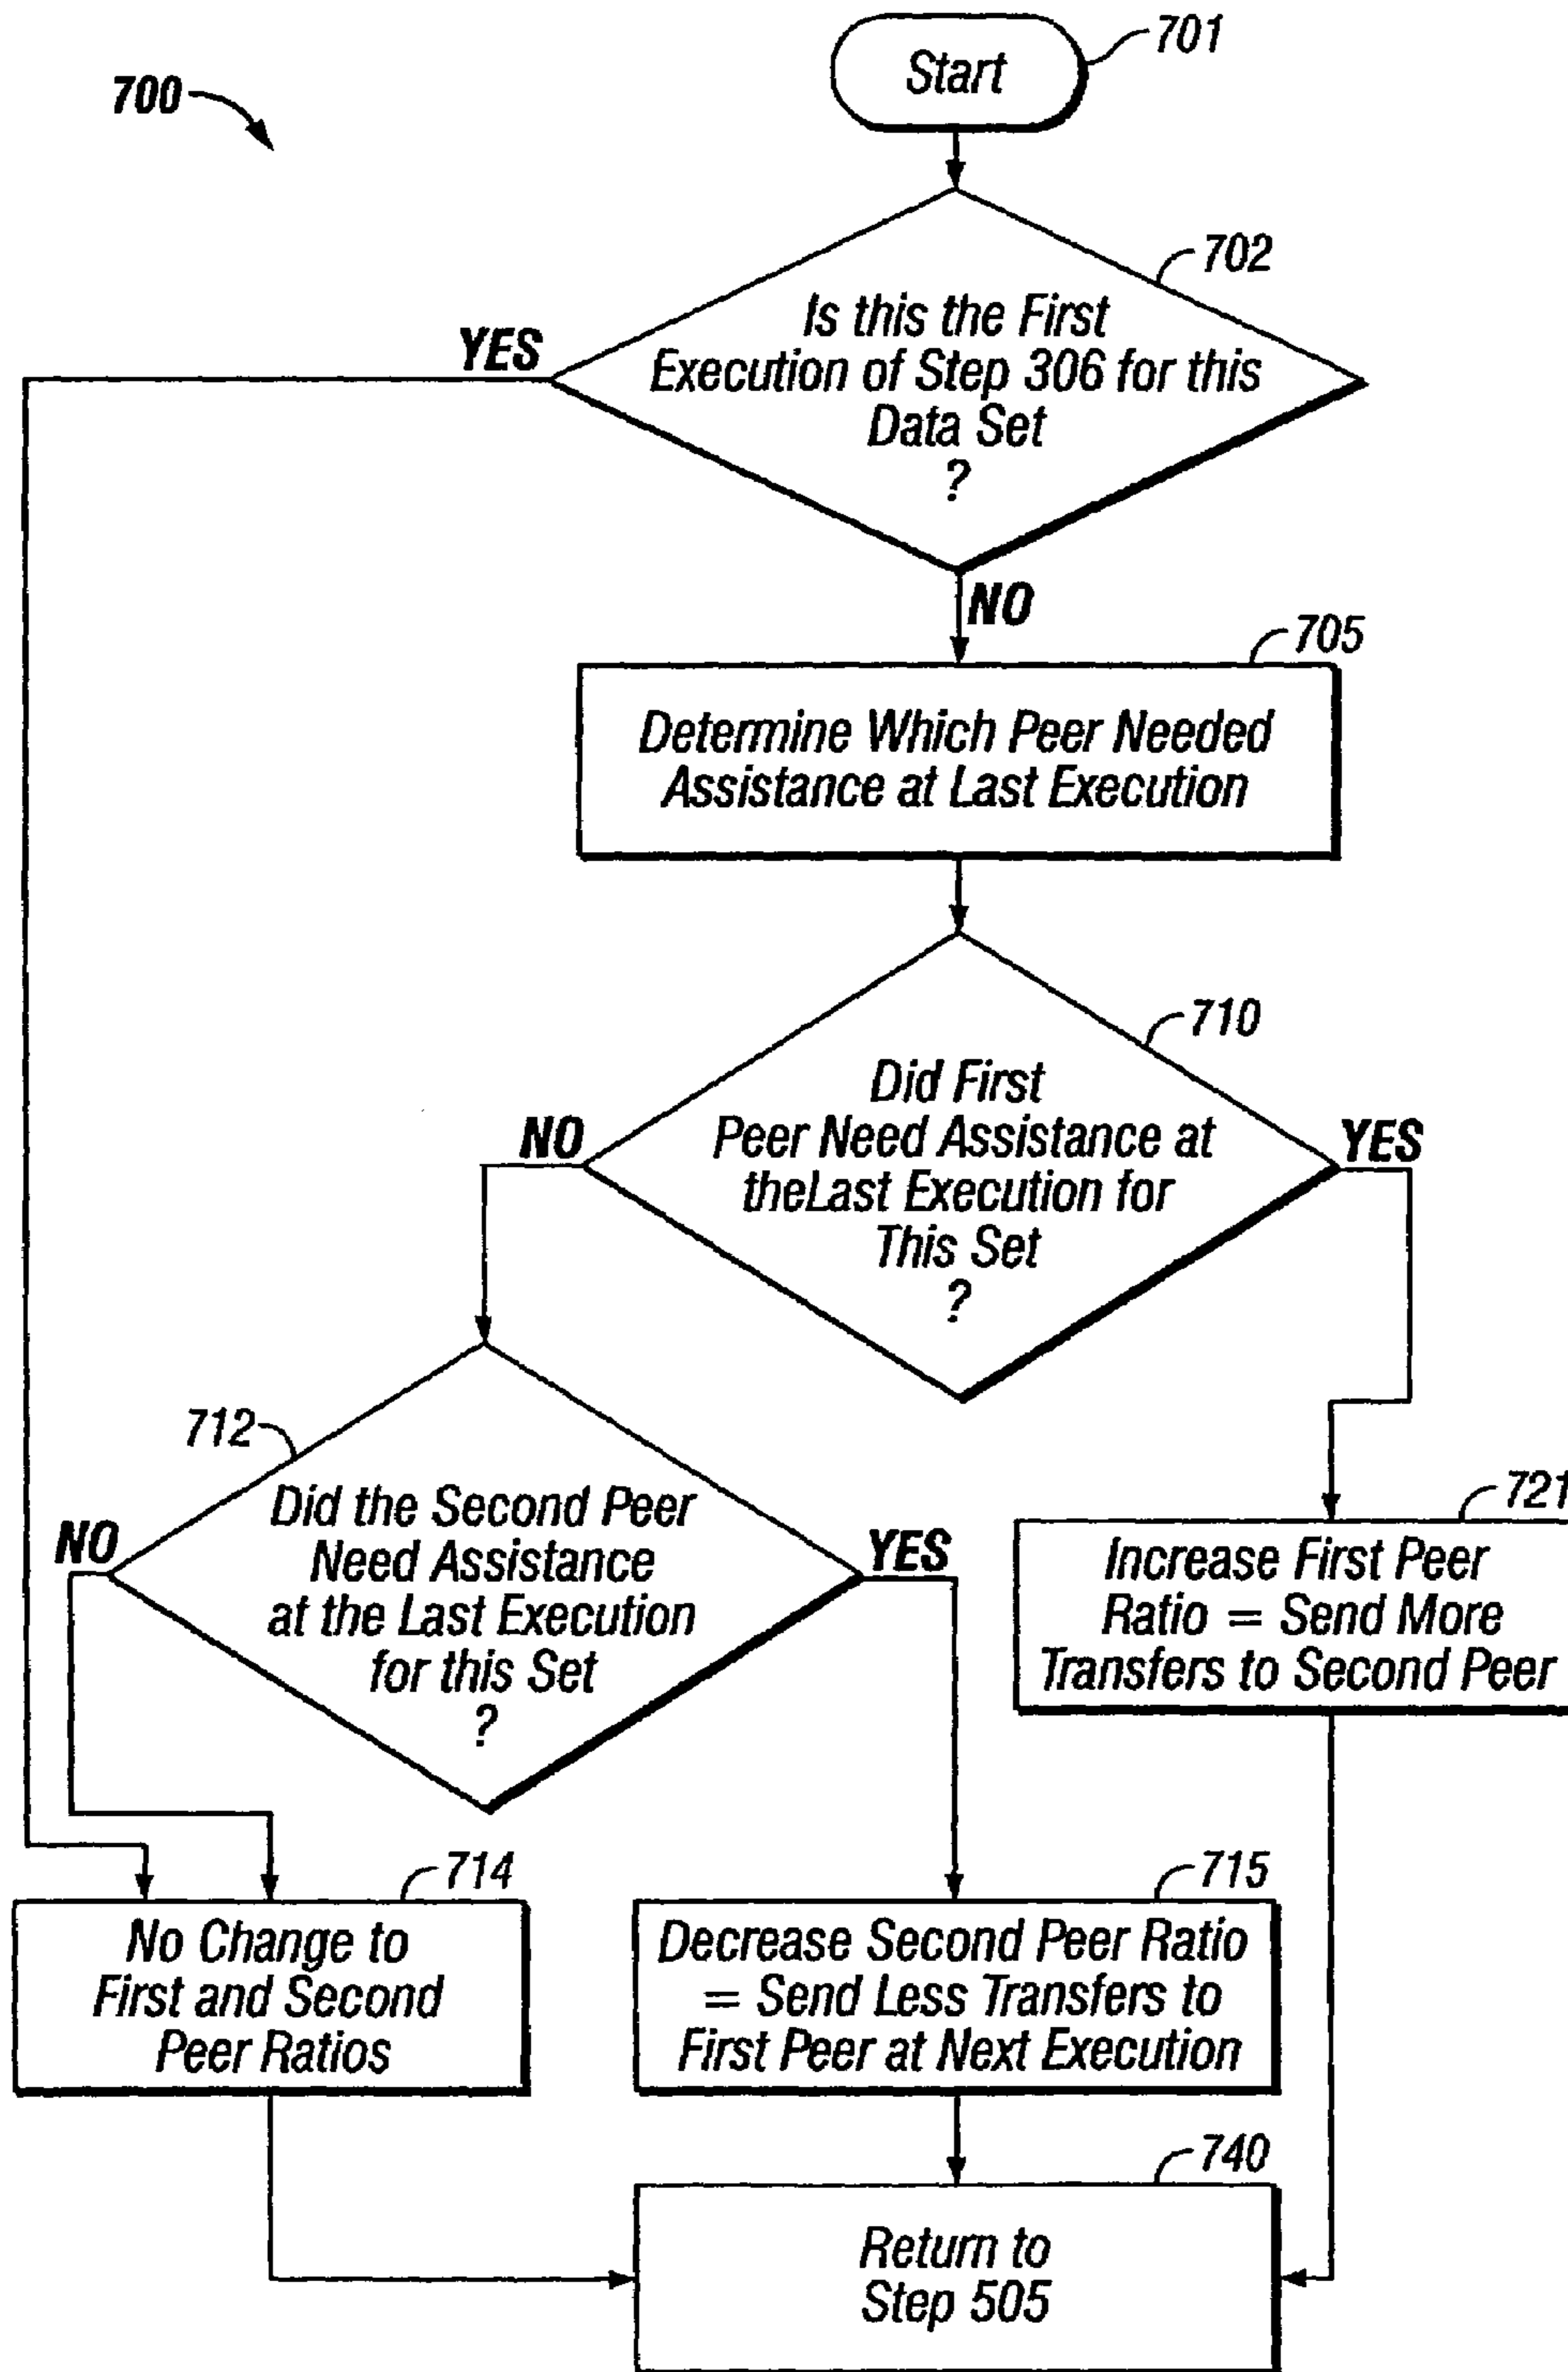 700
Start
701
702
Is this the First
Execution of Step 306 for this
Data Set
?
YES
NO
705
Determine Which Peer Needed
Assistance at Last Execution
710
Did First
Peer Need Assistance at
theLast Execution for
This Set
?
NO
YES
712
Did the Second Peer
Need Assistance
at the Last Execution
for this Set
?
NO
YES
721
Increase First Peer
Ratio = Send More
Transfers to Second Peer
714
No Change to
First and Second
Peer Ratios
715
Decrease Second Peer Ratio
= Send Less Transfers to
First Peer at Next Execution
740
Return to
Step 505